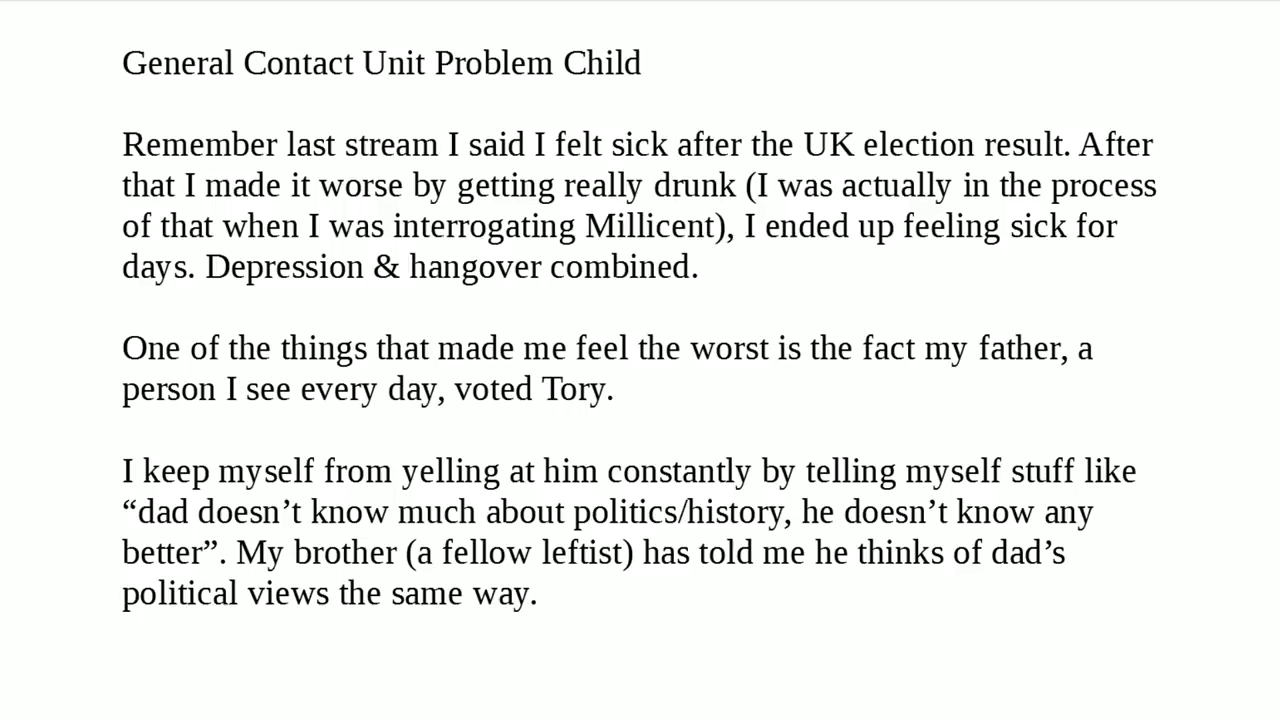 General Contact Unit Problem Child
Remember last stream I said I felt sick after the UK election result. After
that I made it worse by getting really drunk (I was actually in the process
of that when I was interrogating Millicent), I ended up feeling sick for
days. Depression & hangover combined.
One of the things that made me feel the worst is the fact my father, a
person I see every day, voted Tory.
I keep myself from yelling at him constantly by telling myself stuff like
“dad doesn’t know much about politics/history, he doesn’t know any
better”. My brother (a fellow leftist) has told me he thinks of dad’s
political views the same way.